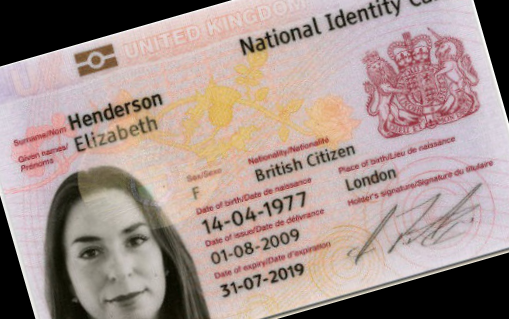 UNITED KINGDOM
National Identity Ca
Surname/Nom
Henderson
Given names/
Prénoms
Elizabeth
Sex/Sexe
F
Nationality/Nationalité
British Citizen
Date of birth/Date de naissance
14-04-1977
Place of birth/Lieu de naissance
London
Date of issue/Date de délivrance
01-08-2009
Holder's signature/Signature du titulaire
Date of expiry/Date d'expiration
31-07-2019